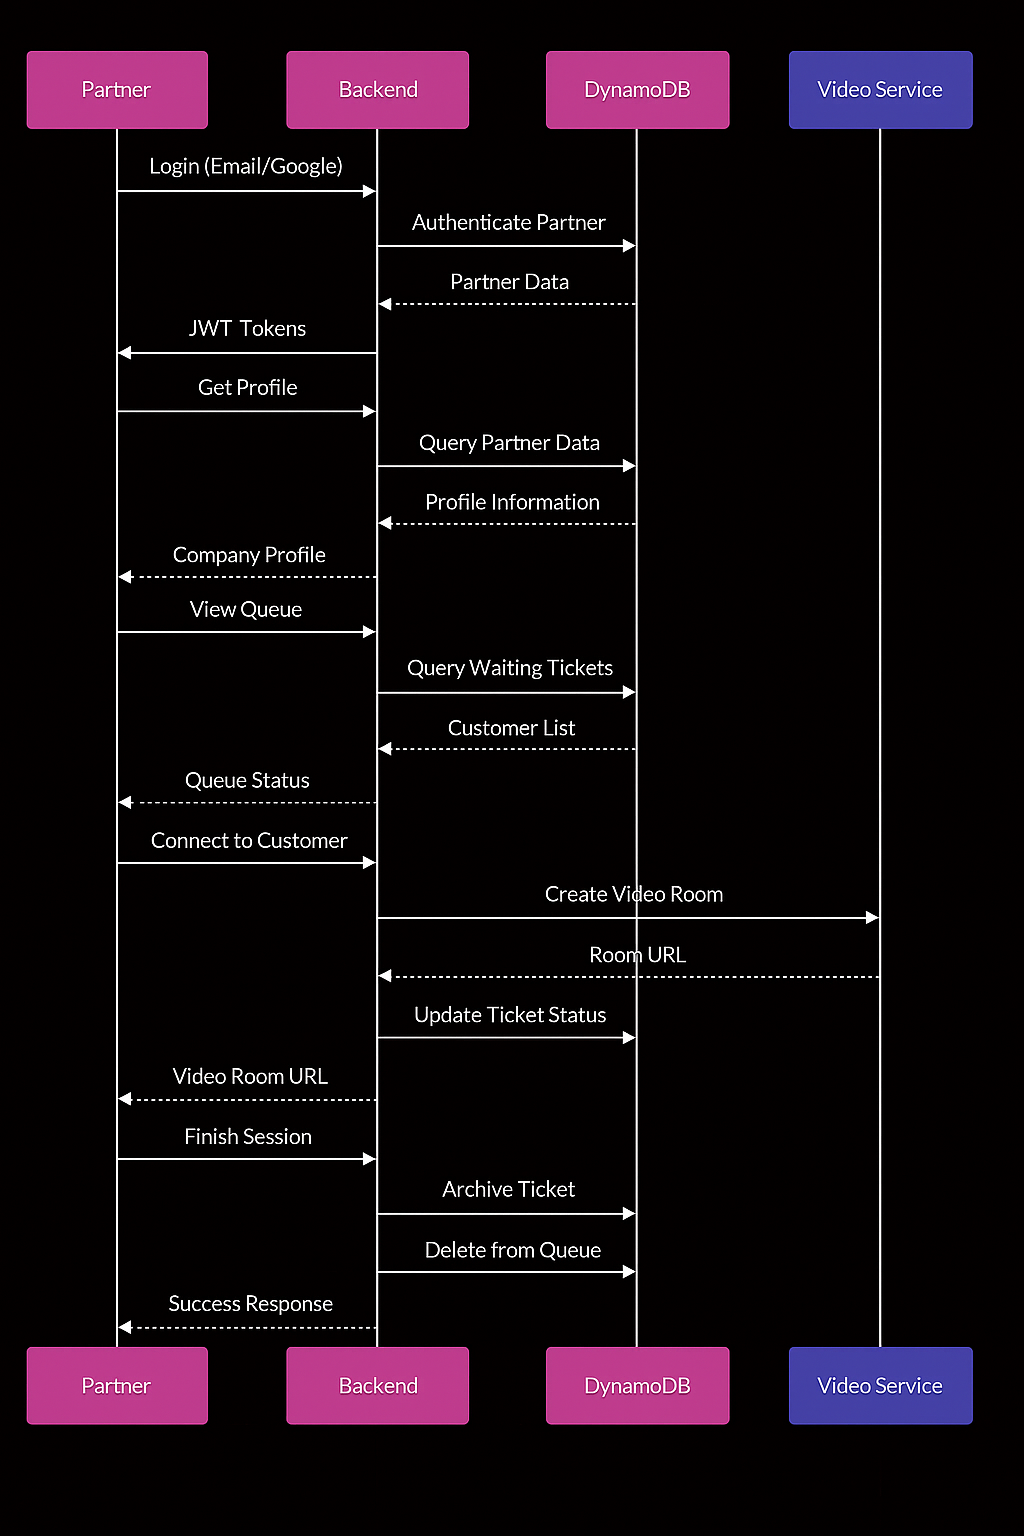 Partner
Backend
DynamoDB
Video Service
Login (Email/Google)
Authenticate Partner
Partner Data
JWT Tokens
Get Profile
Query Partner Data
Profile Information
Company Profile
View Queue
Query Waiting Tickets
Customer List
Queue Status
Connect to Customer
Create Video Room
Room URL
Update Ticket Status
Video Room URL
Finish Session
Archive Ticket
Delete from Queue
Success Response
Partner
Backend
DynamoDB
Video Service